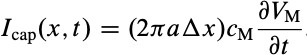 I_cap(x, t) = (2πaΔx)c_M ∂V_M/∂t